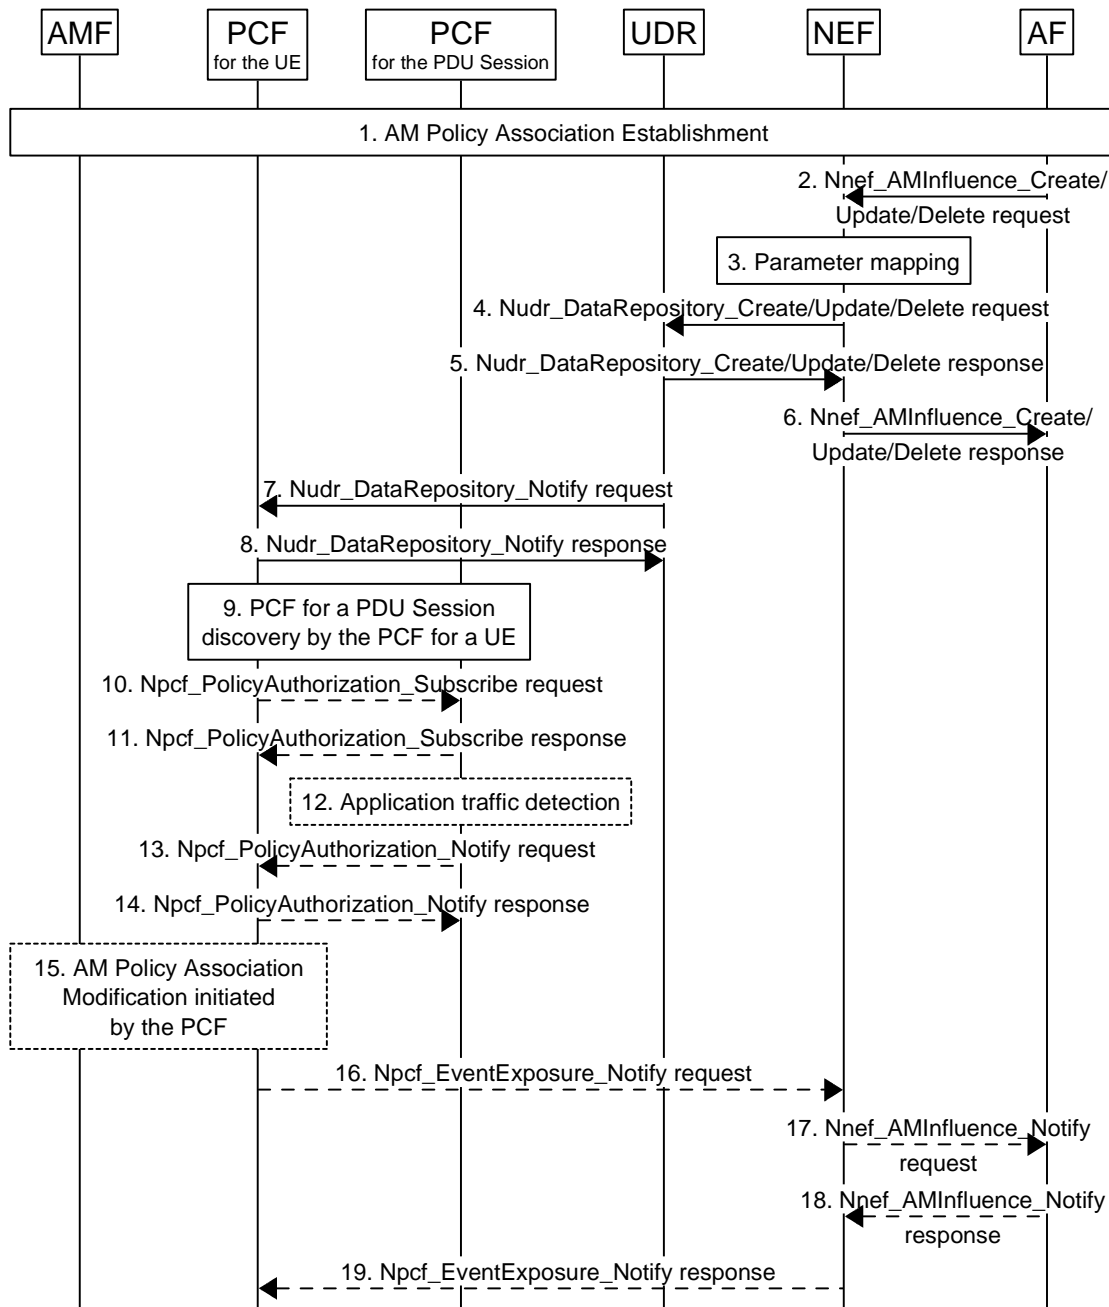 AMF
PCF
for the UE
PCF
for the PDU Session
UDR
NEF
AF
1. AM Policy Association Establishment
2. Nnef_AMInfluence_Create/
Update/Delete request
3. Parameter mapping
4. Nudr_DataRepository_Create/Update/Delete request
5. Nudr_DataRepository_Create/Update/Delete response
6. Nnef_AMInfluence_Create/
Update/Delete response
7. Nudr_DataRepository_Notify request
8. Nudr_DataRepository_Notify response
9. PCF for a PDU Session
discovery by the PCF for a UE
10. Npcf_PolicyAuthorization_Subscribe request
11. Npcf_PolicyAuthorization_Subscribe response
12. Application traffic detection
13. Npcf_PolicyAuthorization_Notify request
14. Npcf_PolicyAuthorization_Notify response
15. AM Policy Association
Modification initiated
by the PCF
16. Npcf_EventExposure_Notify request
17. Nnef_AMInfluence_Notify
request
18. Nnef_AMInfluence_Notify
response
19. Npcf_EventExposure_Notify response